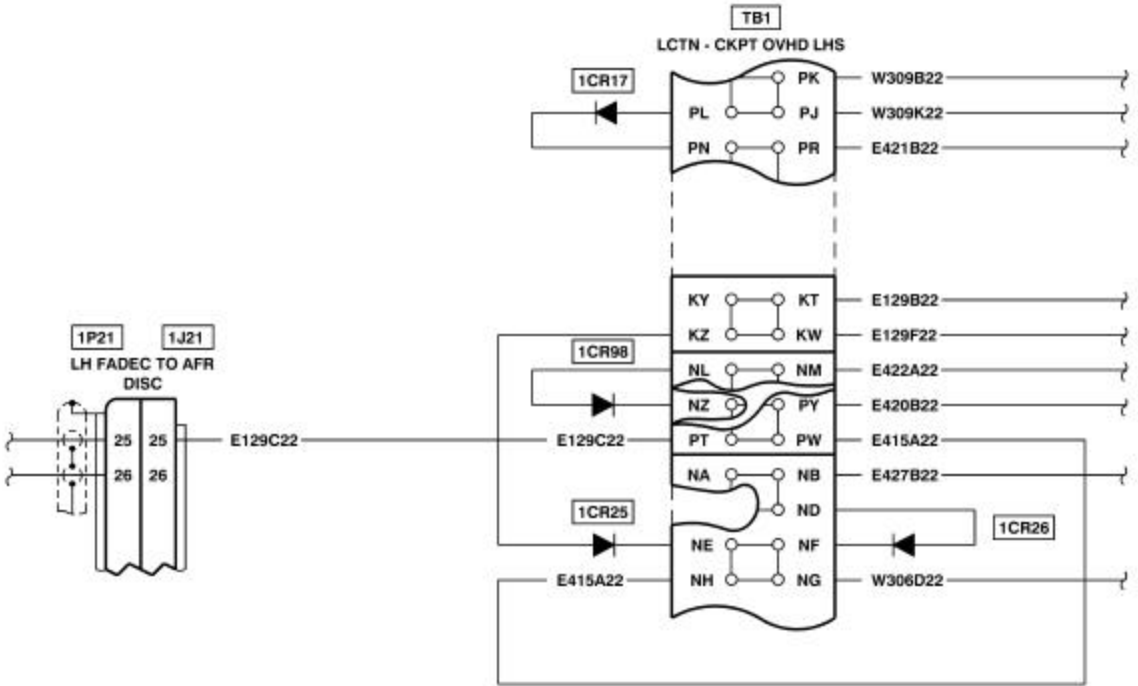 TB1
LCTN - CKPT OVHD LHS
1CR17
PK W309B22
PL PJ W309K22
PN PR E421B22
KY KT E129B22
1P21 1J21
KZ KW E129F22
LH FADEC TO AFR
DISC
1CR98
NL NM E422A22
NZ PY E420B22
25 25 E129C22 E129C22 PT PW E415A22
26 26 NA NB E427B22
1CR25
ND
1CR26
NE NF
E415A22 NH NG W306D22